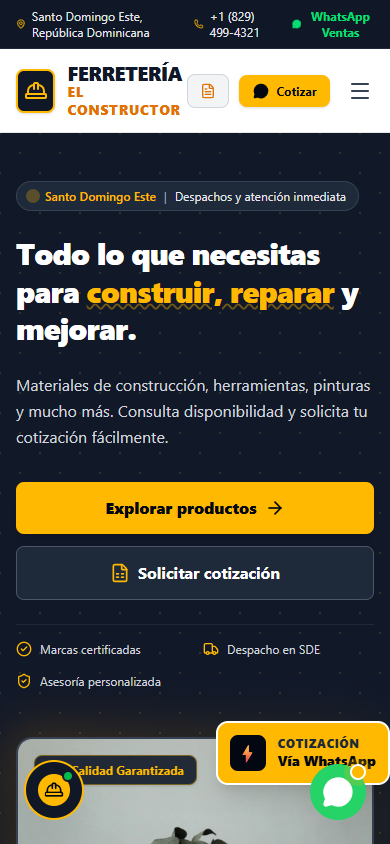 Santo Domingo Este,
República Dominicana
+1 (829)
499-4321
WhatsApp
Ventas
FERRETERÍA
EL
CONSTRUCTOR
Cotizar
Santo Domingo Este | Despachos y atención inmediata
Todo lo que necesitas
para construir, reparar y
mejorar.
Materiales de construcción, herramientas, pinturas
y mucho más. Consulta disponibilidad y solicita tu
cotización fácilmente.
Explorar productos
Solicitar cotización
Marcas certificadas
Despacho en SDE
Asesoría personalizada
Calidad Garantizada
COTIZACIÓN
Vía WhatsApp